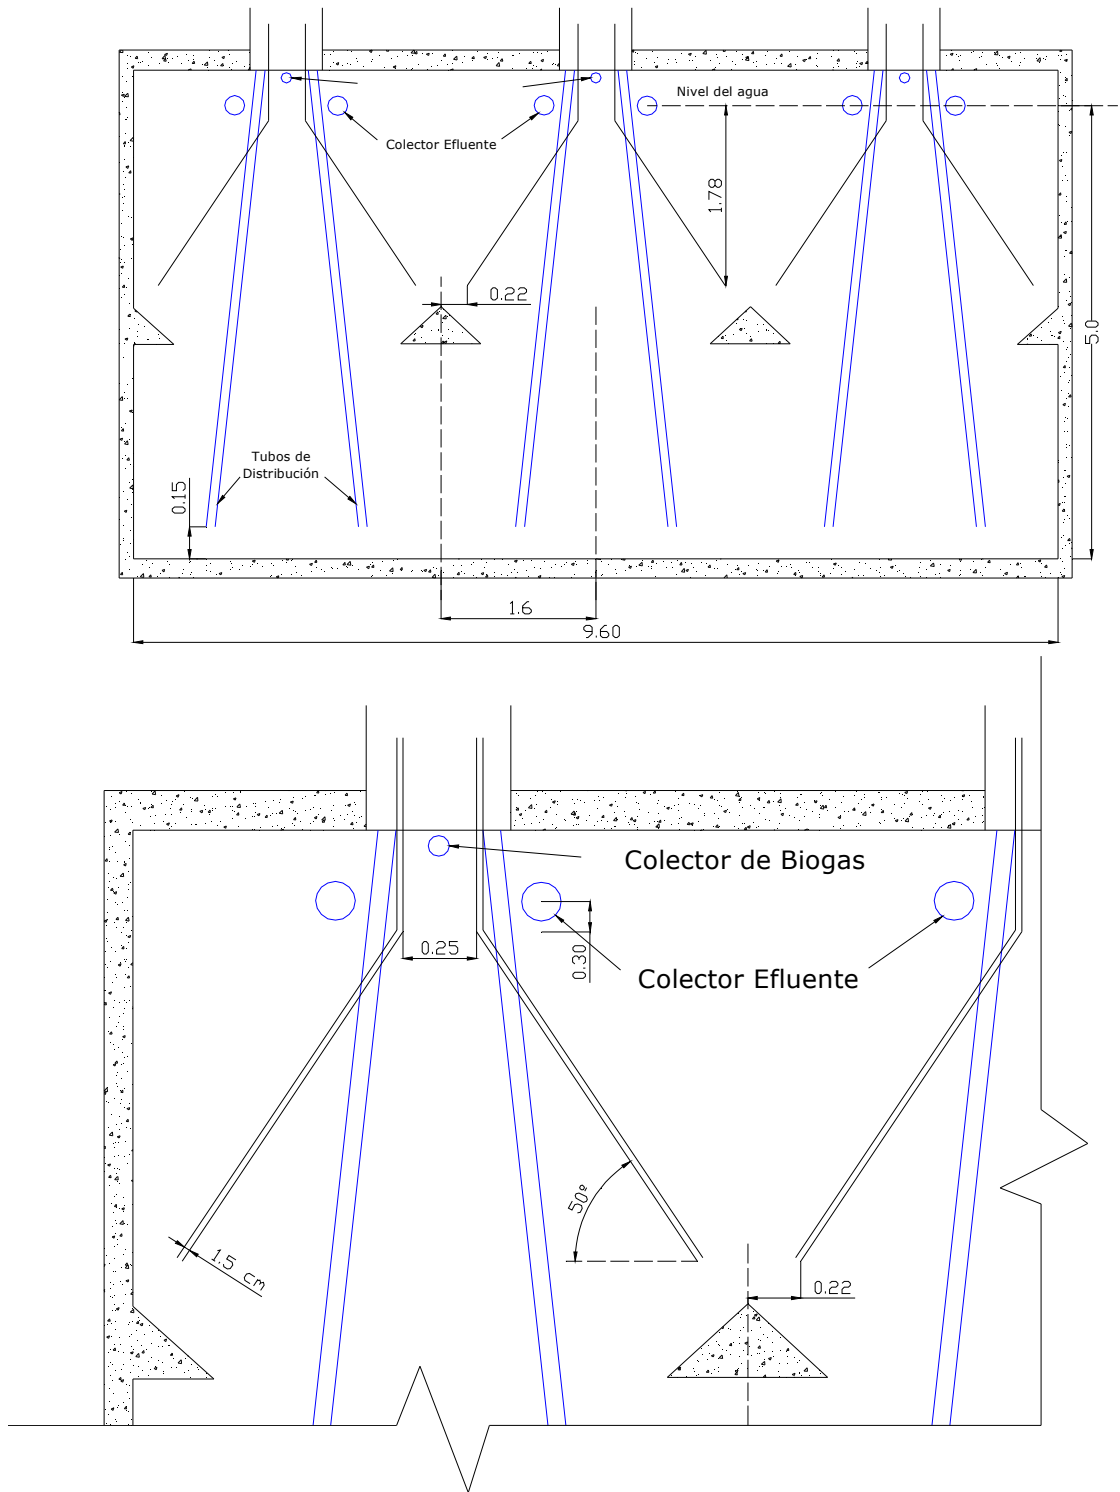 Nivel del agua
Colector Efluente
1.78
0.22
5.0
Tubos de
Distribución
0.15
1.6
9.60
Colector de Biogas
0.25
0.30
Colector Efluente
50º
1.5 cm
0.22